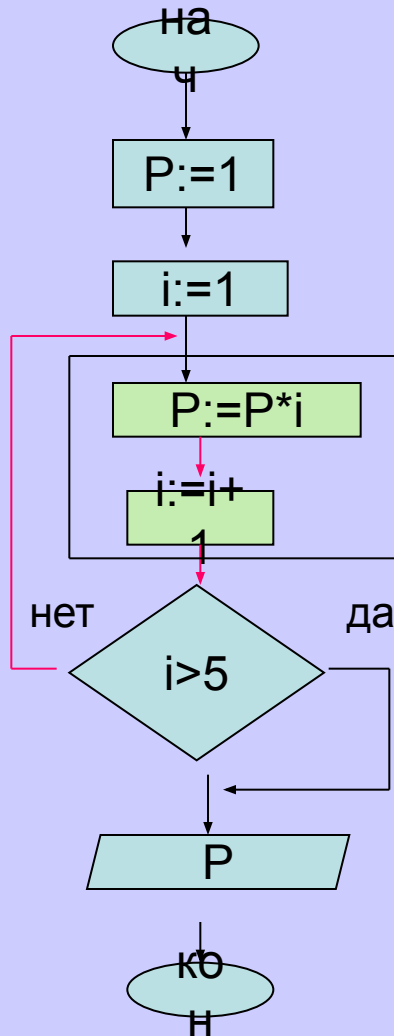 на
ч
P:=1
i:=1
P:=P*i
i:=i+
1
нет
да
i>5
P
ко
н